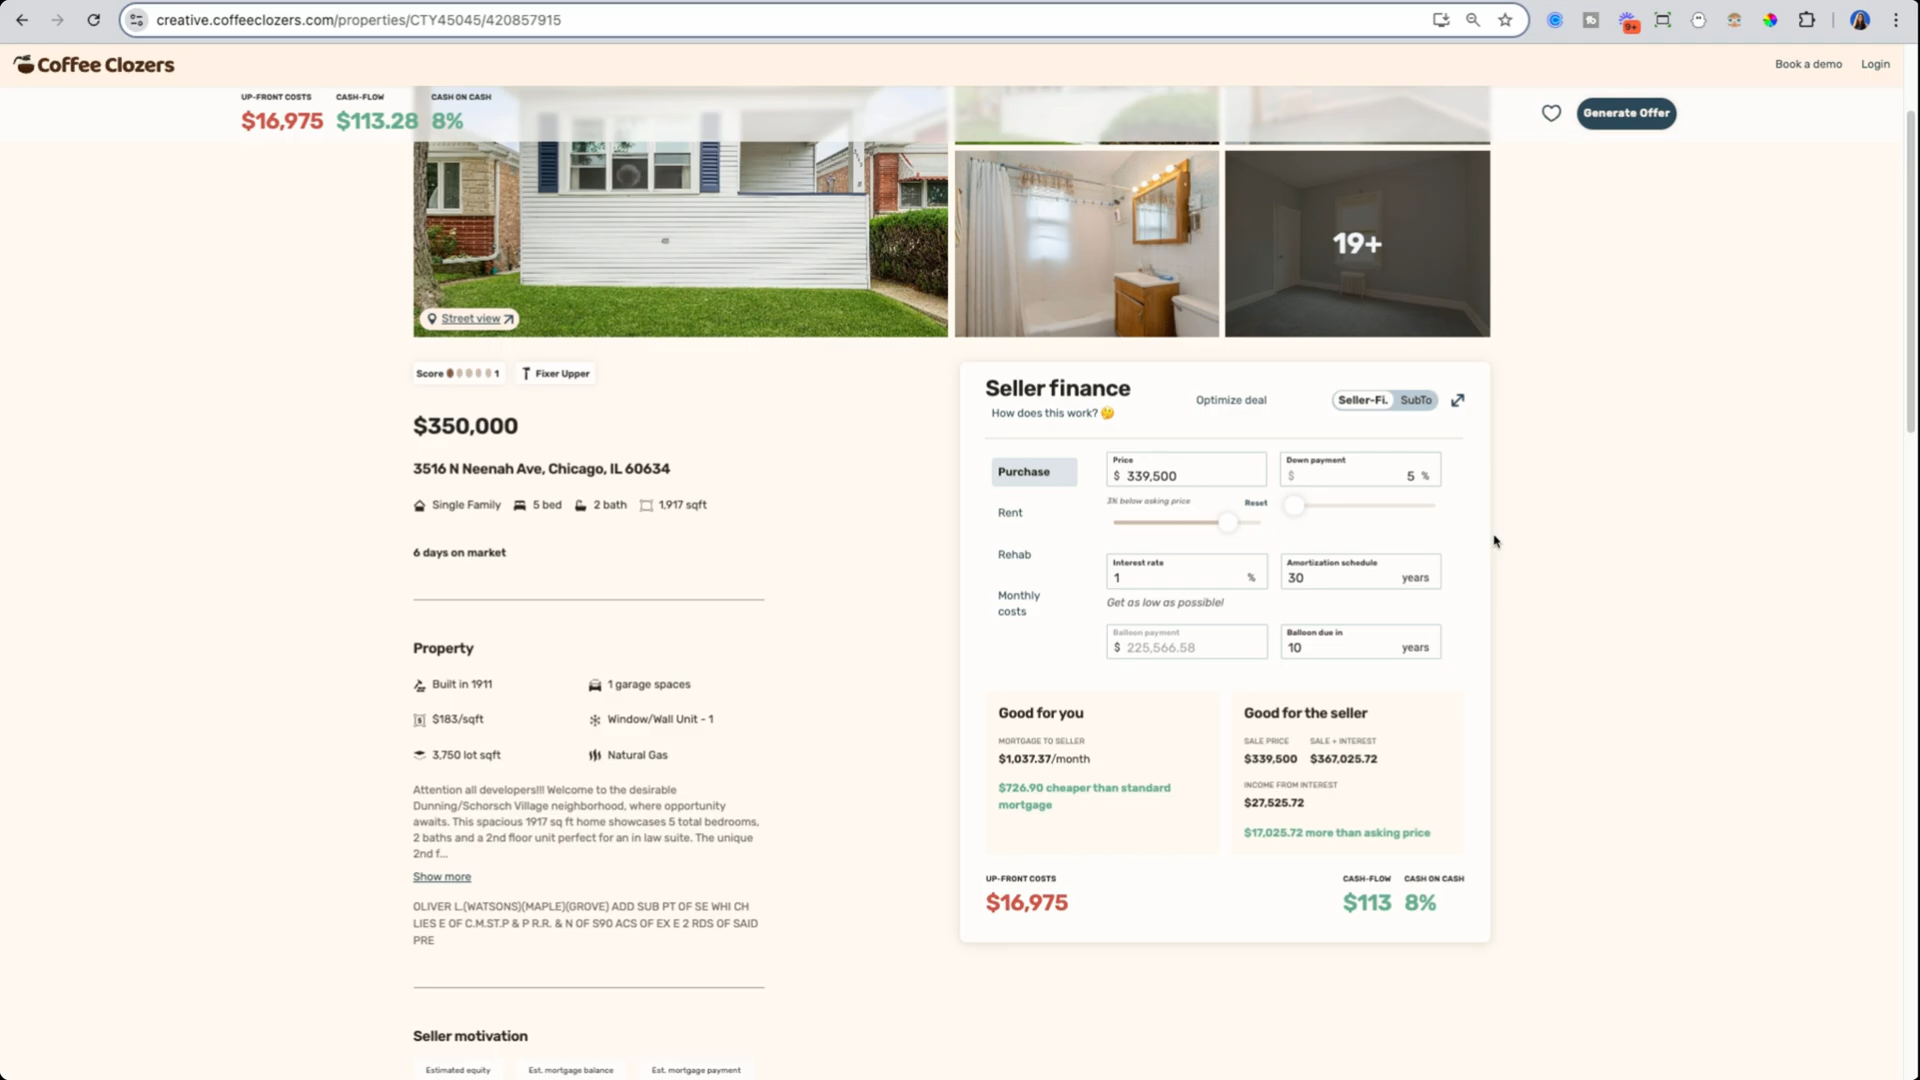 creative.coffeeclozers.com/properties/CTY45045/420857915
9+
Coffee Clozers
Book a demo
Login
UP-FRONT COSTS
CASH-FLOW
CASH ON CASH
$16,975
$113.28
8%
Generate Offer
19+
Street view
Score
1
Fixer Upper
$350,000
3516 N Neenah Ave, Chicago, IL 60634
Single Family
5 bed
2 bath
1,917 sqft
6 days on market
Property
Built in 1911
1 garage spaces
$183/sqft
Window/Wall Unit - 1
3,750 lot sqft
Natural Gas
Attention all developers!!! Welcome to the desirable
Dunning/Schorsch Village neighborhood, where opportunity
awaits. This spacious 1917 sq ft home showcases 5 total bedrooms,
2 baths and a 2nd floor unit perfect for an in law suite. The unique
2nd f...
Show more
OLIVER L.(WATSONS)(MAPLE)(GROVE) ADD SUB PT OF SE WHI CH
LIES E OF C.M.ST.P & P R.R. & N OF S90 ACS OF EX E 2 RDS OF SAID
PRE
Seller motivation
Estimated equity
Est. mortgage balance
Est. mortgage payment
Seller finance
How does this work?
Optimize deal
Seller-Fi.
SubTo
Purchase
Rent
Rehab
Monthly
costs
Price
$ 339,500
Down payment
$ 5 %
3% below asking price
Reset
Interest rate
1 %
Amortization schedule
30 years
Get as low as possible!
Balloon payment
$ 225,566.58
Balloon due in
10 years
Good for you
MORTGAGE TO SELLER
$1,037.37/month
$726.90 cheaper than standard
mortgage
Good for the seller
SALE PRICE
SALE + INTEREST
$339,500
$367,025.72
INCOME FROM INTEREST
$27,525.72
$17,025.72 more than asking price
UP-FRONT COSTS
CASH-FLOW
CASH ON CASH
$16,975
$113
8%